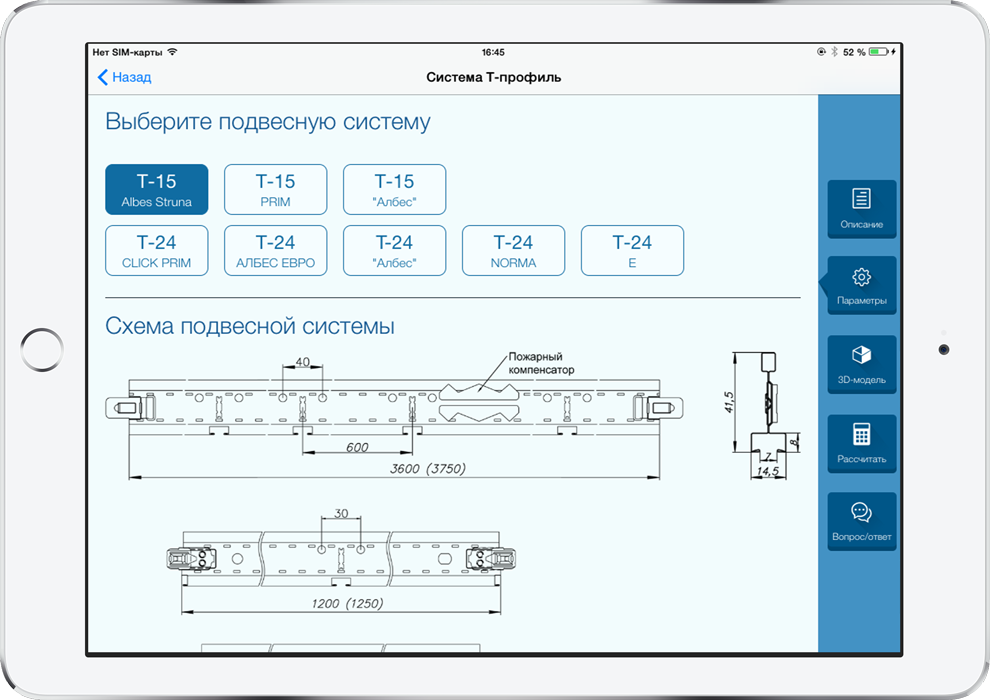 Нет SIM-карты
16:45
52 %
Назад
Система Т-профиль
Выберите подвесную систему
Т-15
Albes Struna
Т-15
PRIM
Т-15
"Албес"
Т-24
CLICK PRIM
Т-24
АЛБЕС ЕВРО
Т-24
"Албес"
Т-24
NORMA
Т-24
Е
Схема подвесной системы
40
Пожарный
компенсатор
600
3600 (3750)
41,5
8
7
14,5
30
1200 (1250)
Описание
Параметры
3D-модель
Рассчитать
Вопрос/ответ